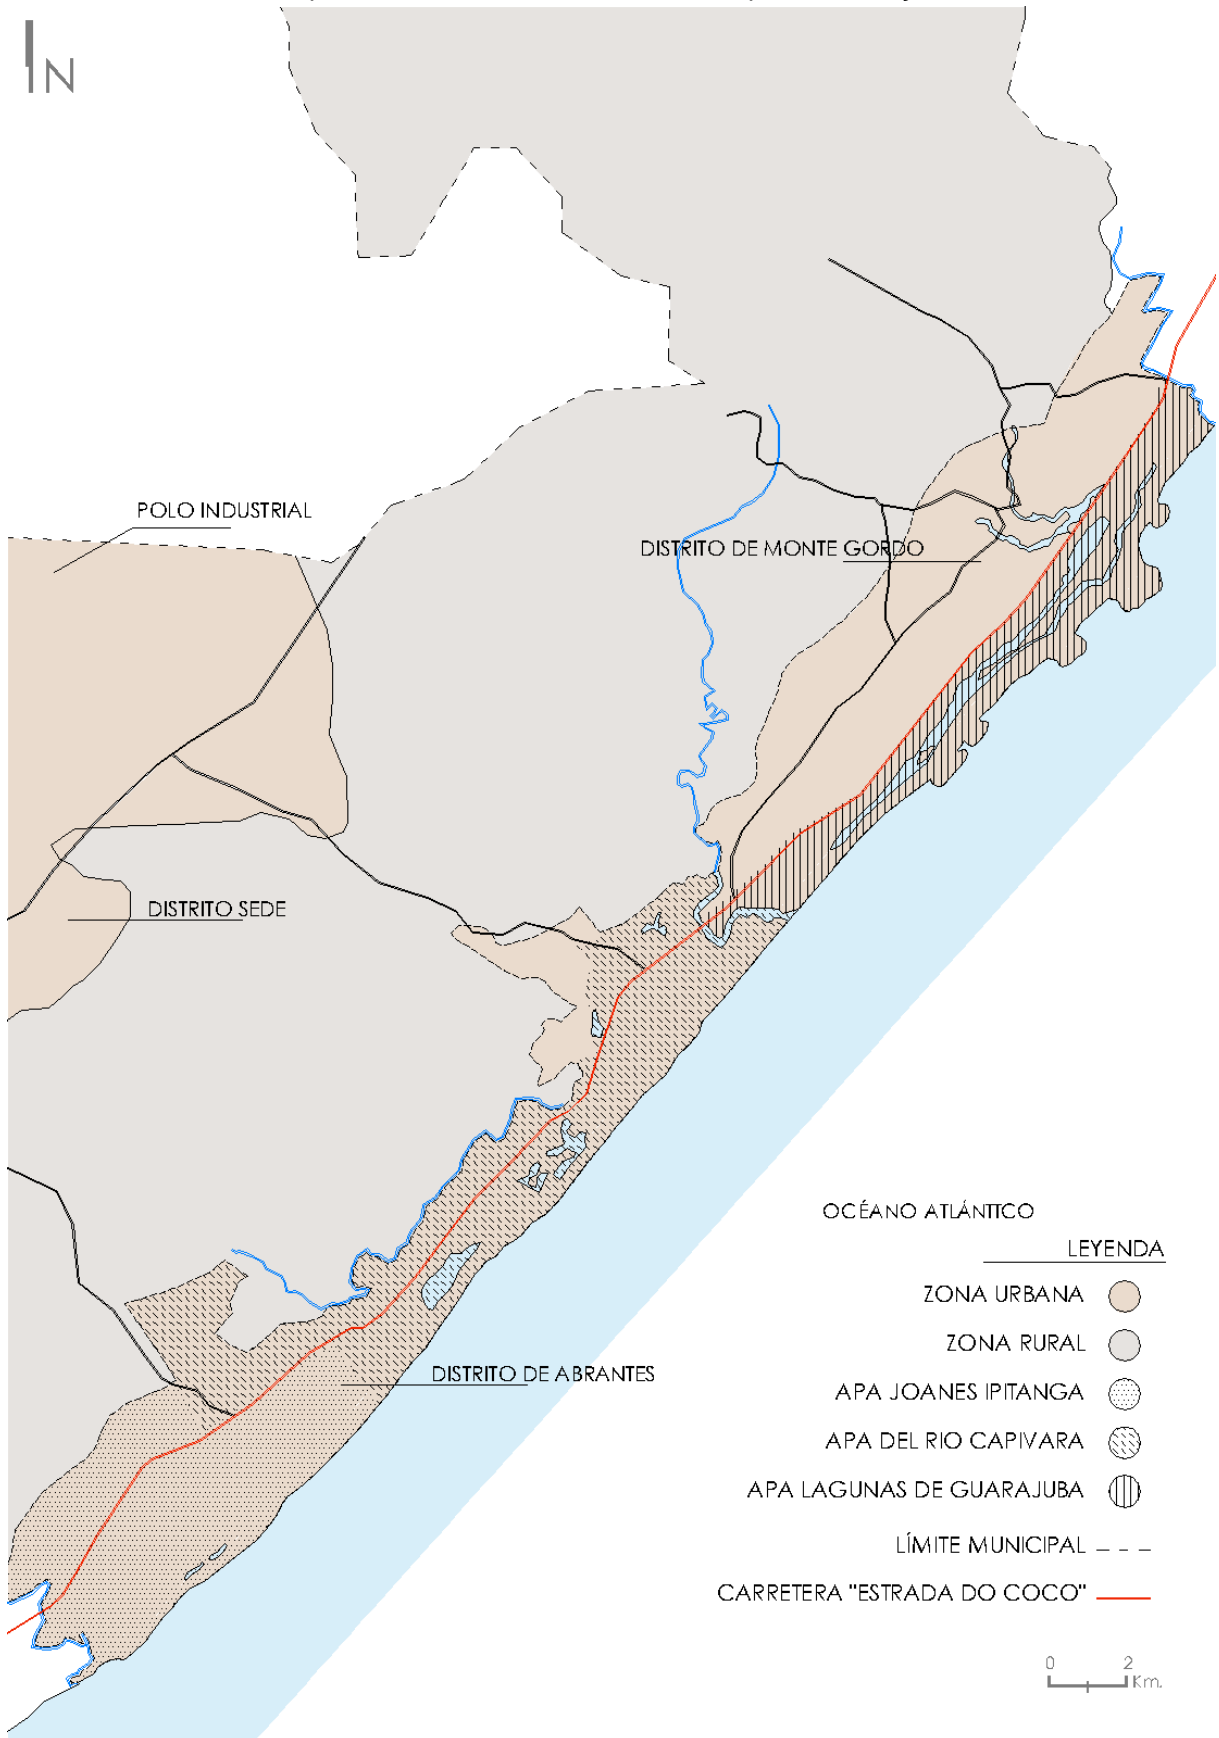 N
POLO INDUSTRIAL
DISTRITO DE MONTE GORDO
DISTRITO SEDE
OCÉANO ATLÁNTICO
LEYENDA
ZONA URBANA
ZONA RURAL
APA JOANES IPITANGA
DISTRITO DE ABRANTES
APA DEL RIO CAPIVARA
APA LAGUNAS DE GUARAJUBA
LÍMITE MUNICIPAL
CARRETERA "ESTRADA DO COCO"
0 2
Km.